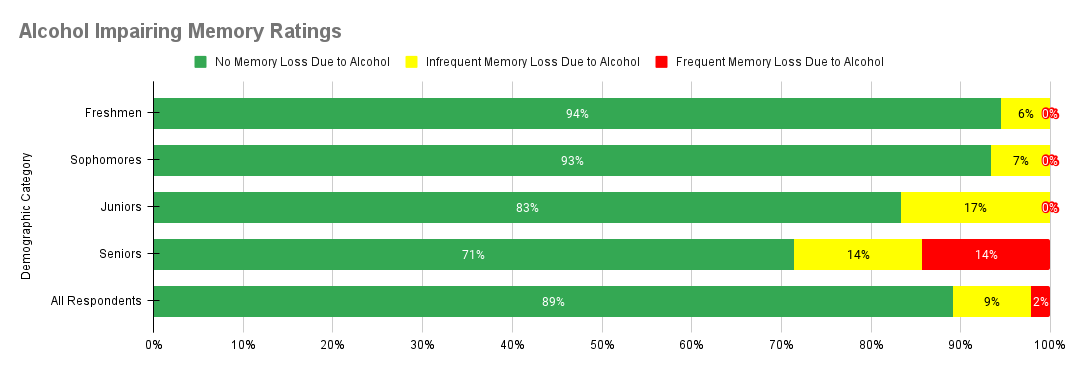 Alcohol Impairing Memory Ratings
No Memory Loss Due to Alcohol Infrequent Memory Loss Due to Alcohol Frequent Memory Loss Due to Alcohol
Demographic Category
Freshmen 94% 6% 0%
Sophomores 93% 7% 0%
Juniors 83% 17% 0%
Seniors 71% 14% 14%
All Respondents 89% 9% 2%
0% 10% 20% 30% 40% 50% 60% 70% 80% 90% 100%